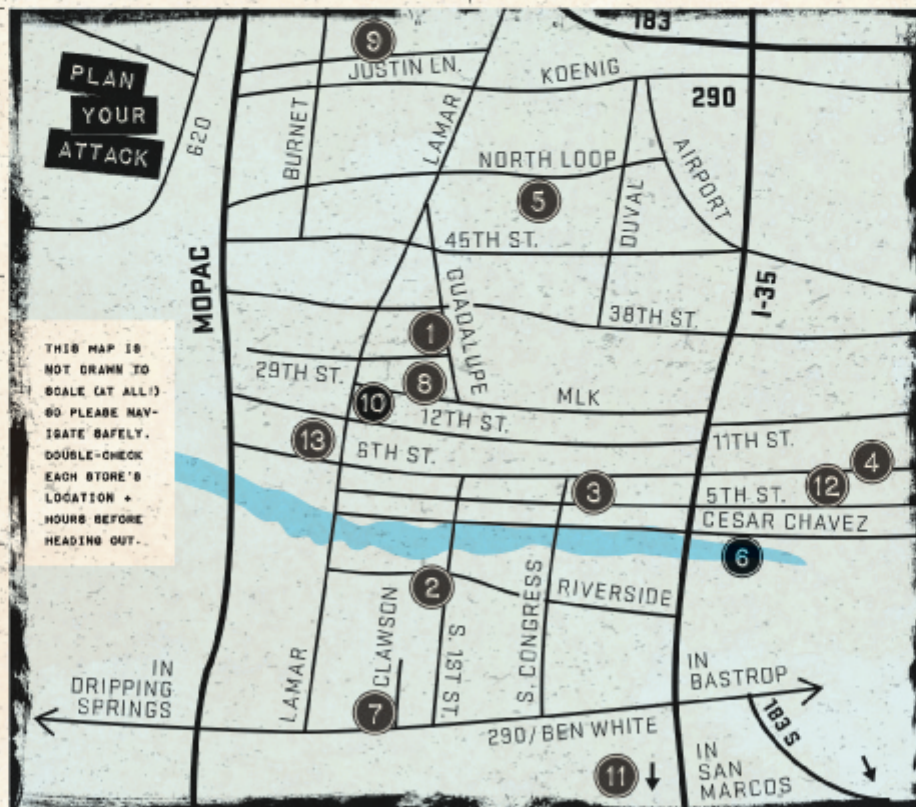 183
9
PLAN
YOUR
ATTACK
JUSTIN LN.
KOENIG
290
620
BURNET
LAMAR
NORTH LOOP
AIRPORT
5
DUVAL
45TH ST.
MOPAC
GUADALUPE
I-35
38TH ST.
1
THIS MAP IS
NOT DRAWN TO
SCALE (AT ALL!)
SO PLEASE NAV-
IGATE SAFELY.
DOUBLE-CHECK
EACH STORE'S
LOCATION +
HOURS BEFORE
HEADING OUT.
29TH ST.
8
MLK
10
12TH ST.
11TH ST.
13
6TH ST.
4
3
5TH ST.
12
CESAR CHAVEZ
6
2
RIVERSIDE
CLAWSON
S. 1ST ST.
S. CONGRESS
LAMAR
IN
DRIPPING
SPRINGS
IN
BASTROP
7
290/BEN WHITE
183 S
11
IN
SAN
MARCOS